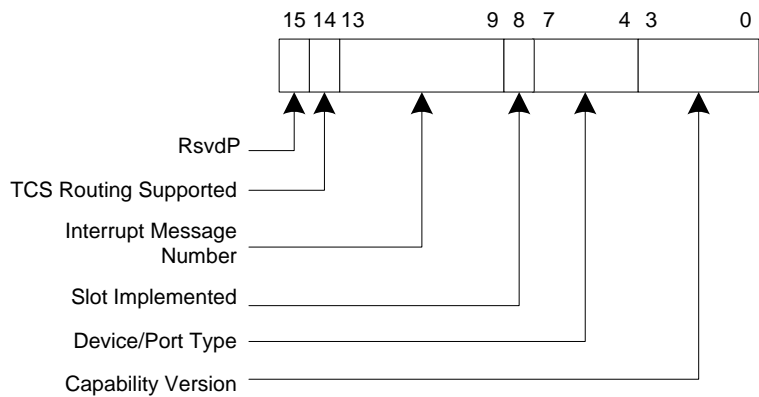 15 14 13 9 8 7 4 3 0
RsvdP
TCS Routing Supported
Interrupt Message
Number
Slot Implemented
Device/Port Type
Capability Version